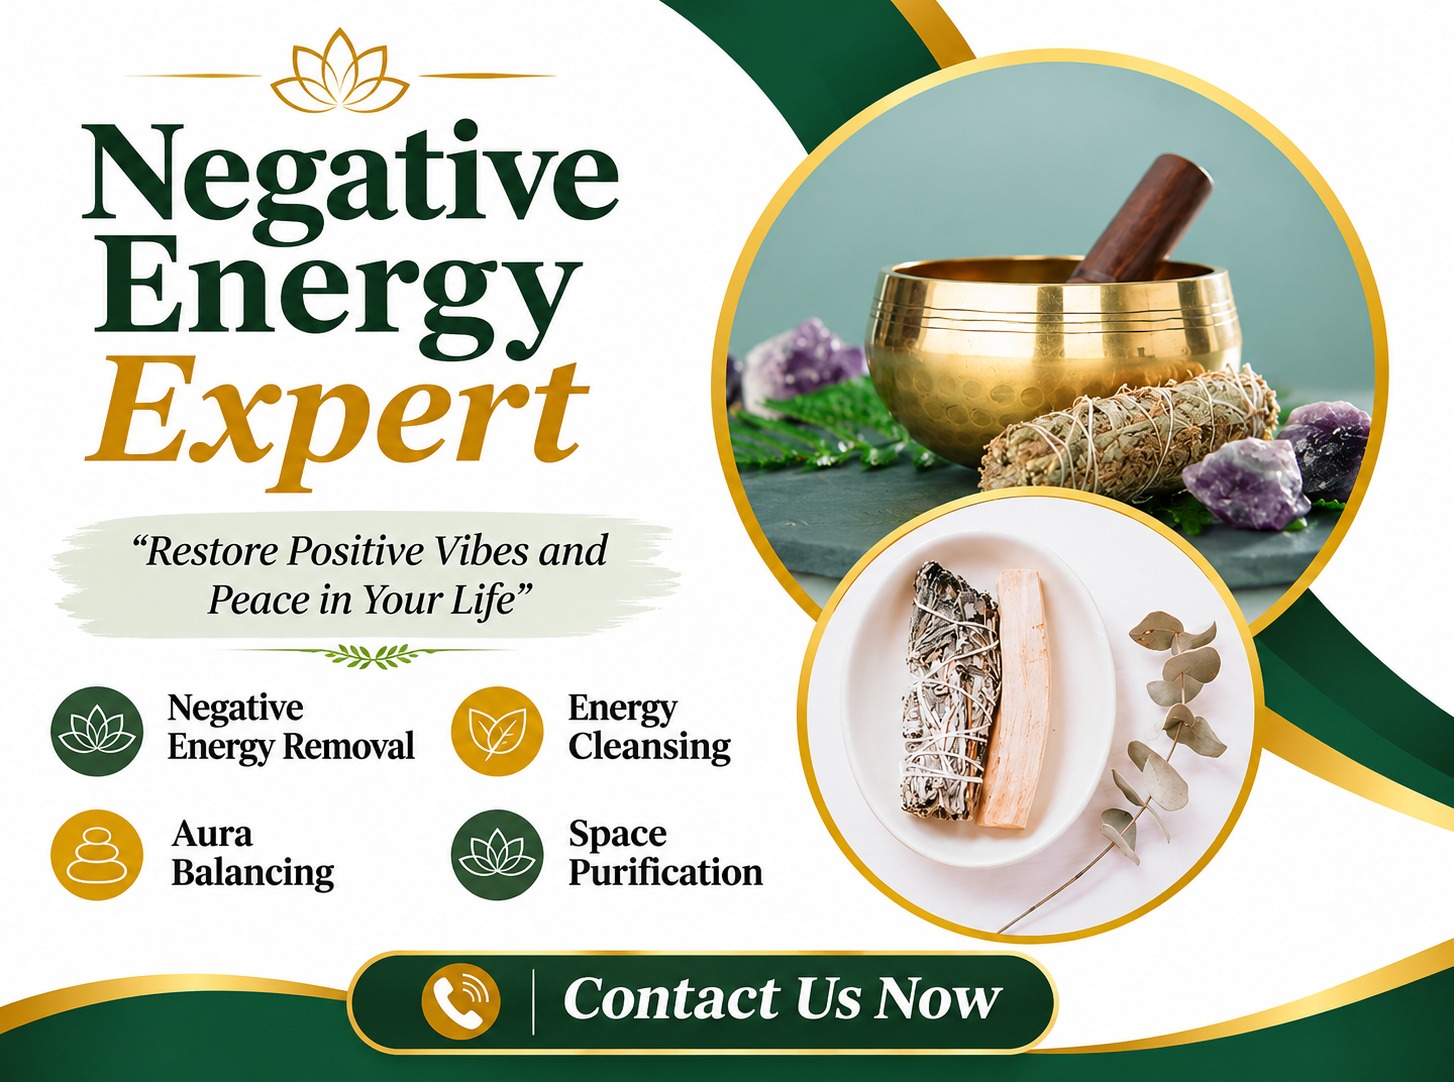 Negative
Energy
Expert
“Restore Positive Vibes and
Peace in Your Life”
Negative
Energy Removal
Energy
Cleansing
Aura
Balancing
Space
Purification
Contact Us Now